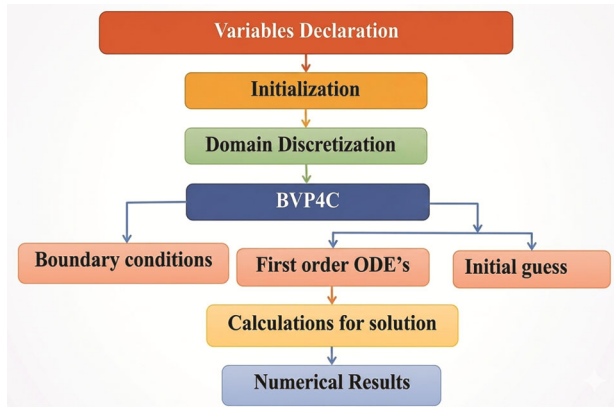 Variables Declaration
Initialization
Domain Discretization
BVP4C
Boundary conditions
First order ODE's
Initial guess
Calculations for solution
Numerical Results